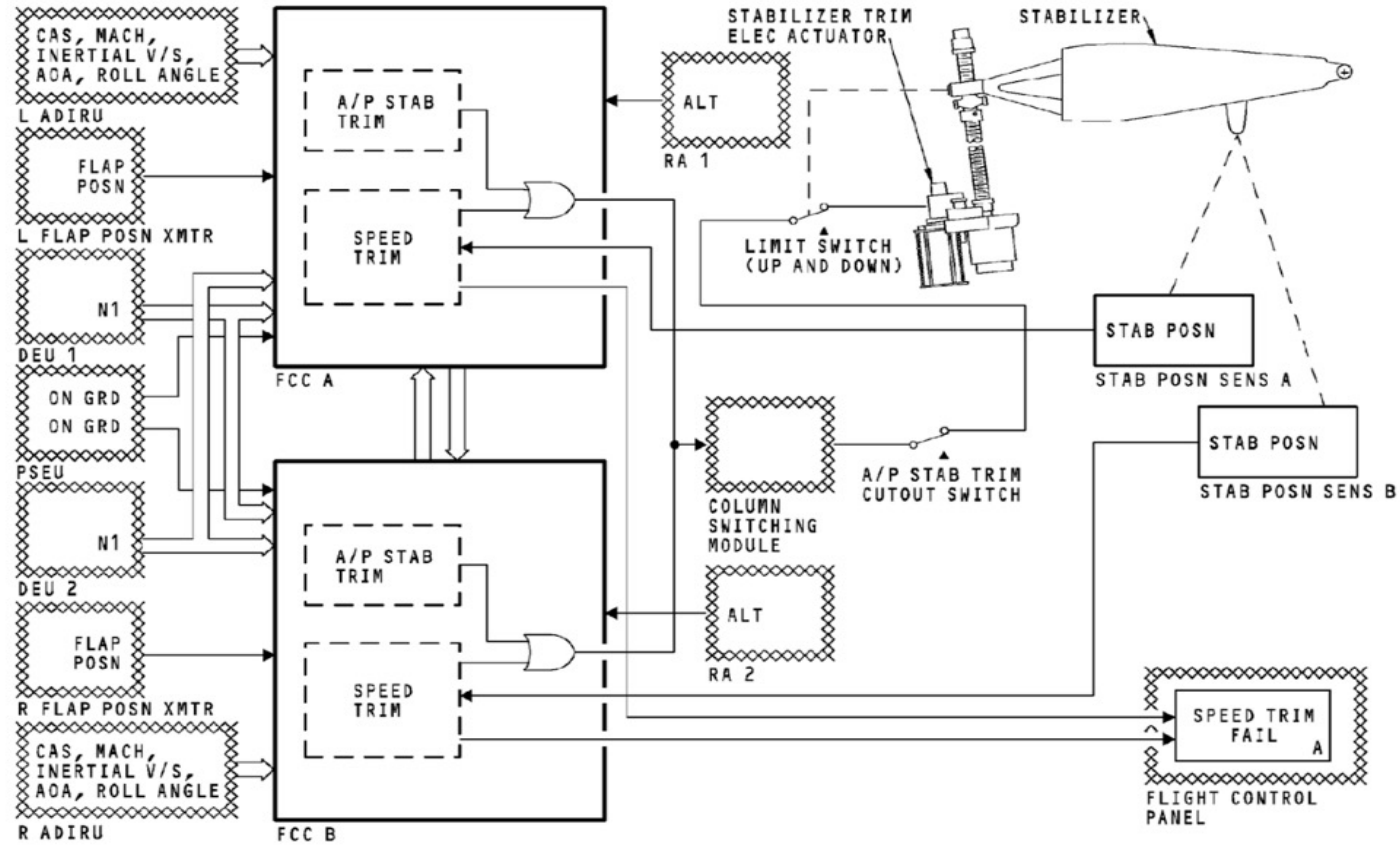 CAS, MACH,
INERTIAL V/S,
AOA, ROLL ANGLE
L ADIRU
FLAP
POSN
L FLAP POSN XMTR
N1
DEU 1
ON GRD
ON GRD
PSEU
N1
DEU 2
FLAP
POSN
R FLAP POSN XMTR
CAS, MACH,
INERTIAL V/S,
AOA, ROLL ANGLE
R ADIRU
A/P STAB
TRIM
SPEED
TRIM
FCC A
A/P STAB
TRIM
SPEED
TRIM
FCC B
ALT
RA 1
STABILIZER TRIM
ELEC ACTUATOR
STABILIZER
LIMIT SWITCH
(UP AND DOWN)
STAB POSN
STAB POSN SENS A
STAB POSN
STAB POSN SENS B
COLUMN
SWITCHING
MODULE
A/P STAB TRIM
CUTOUT SWITCH
ALT
RA 2
SPEED TRIM
FAIL
A
FLIGHT CONTROL
PANEL